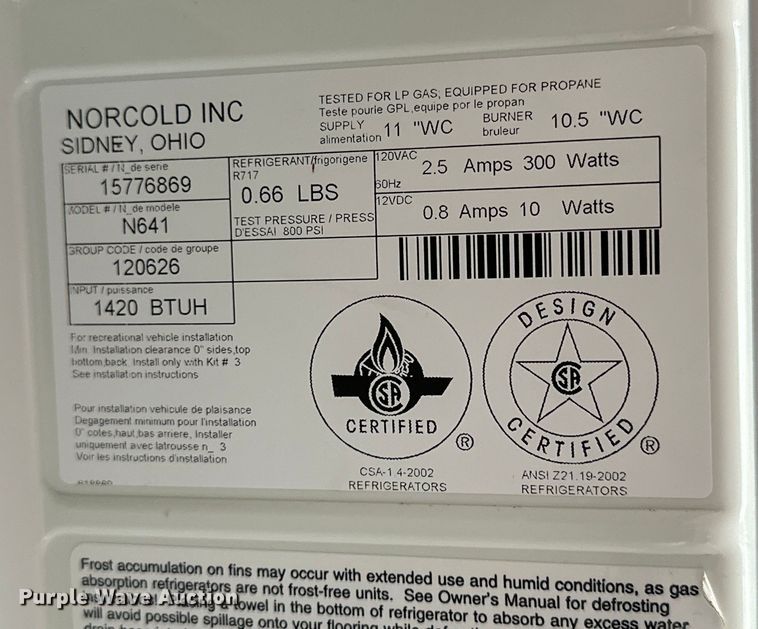 NORCOLD INC
SIDNEY, OHIO
TESTED FOR LP GAS, EQUIPPED FOR PROPANE
Teste pourle GPL,equipe por le propan
SUPPLY
alimentation 11 "WC
BURNER
bruleur 10.5 "WC
SERIAL # / N_de serie
15776869
MODEL # / N_de modele
N641
GROUP CODE / code de groupe
120626
INPUT / puissance
1420 BTUH
REFRIGERANT/frigorigene
R717
0.66 LBS
TEST PRESSURE / PRESS
D'ESSAI 800 PSI
120VAC
60Hz
2.5 Amps 300 Watts
12VDC
0.8 Amps 10 Watts
For recreational vehicle installation
Min. Installation clearance 0" sides,top
bottom,back. Install only with Kit # 3
See installation instructions
Pour installation vehicule de plaisance
Degagement minimum pour l'installation
0" cotes,haut,bas arriere, Installer
uniquement avec latrousse n_ 3
Voir les instructions d'installation
CERTIFIED
®
CSA-1.4-2002
REFRIGERATORS
DESIGN
CERTIFIED
®
ANSI Z21.19-2002
REFRIGERATORS
Frost accumulation on fins may occur with extended use and humid conditions, as gas
absorption refrigerators are not frost-free units. See Owner's Manual for defrosting
towel in the bottom of refrigerator to absorb any excess water
will avoid possible spillage onto your flooring while
Purple Wave Auction